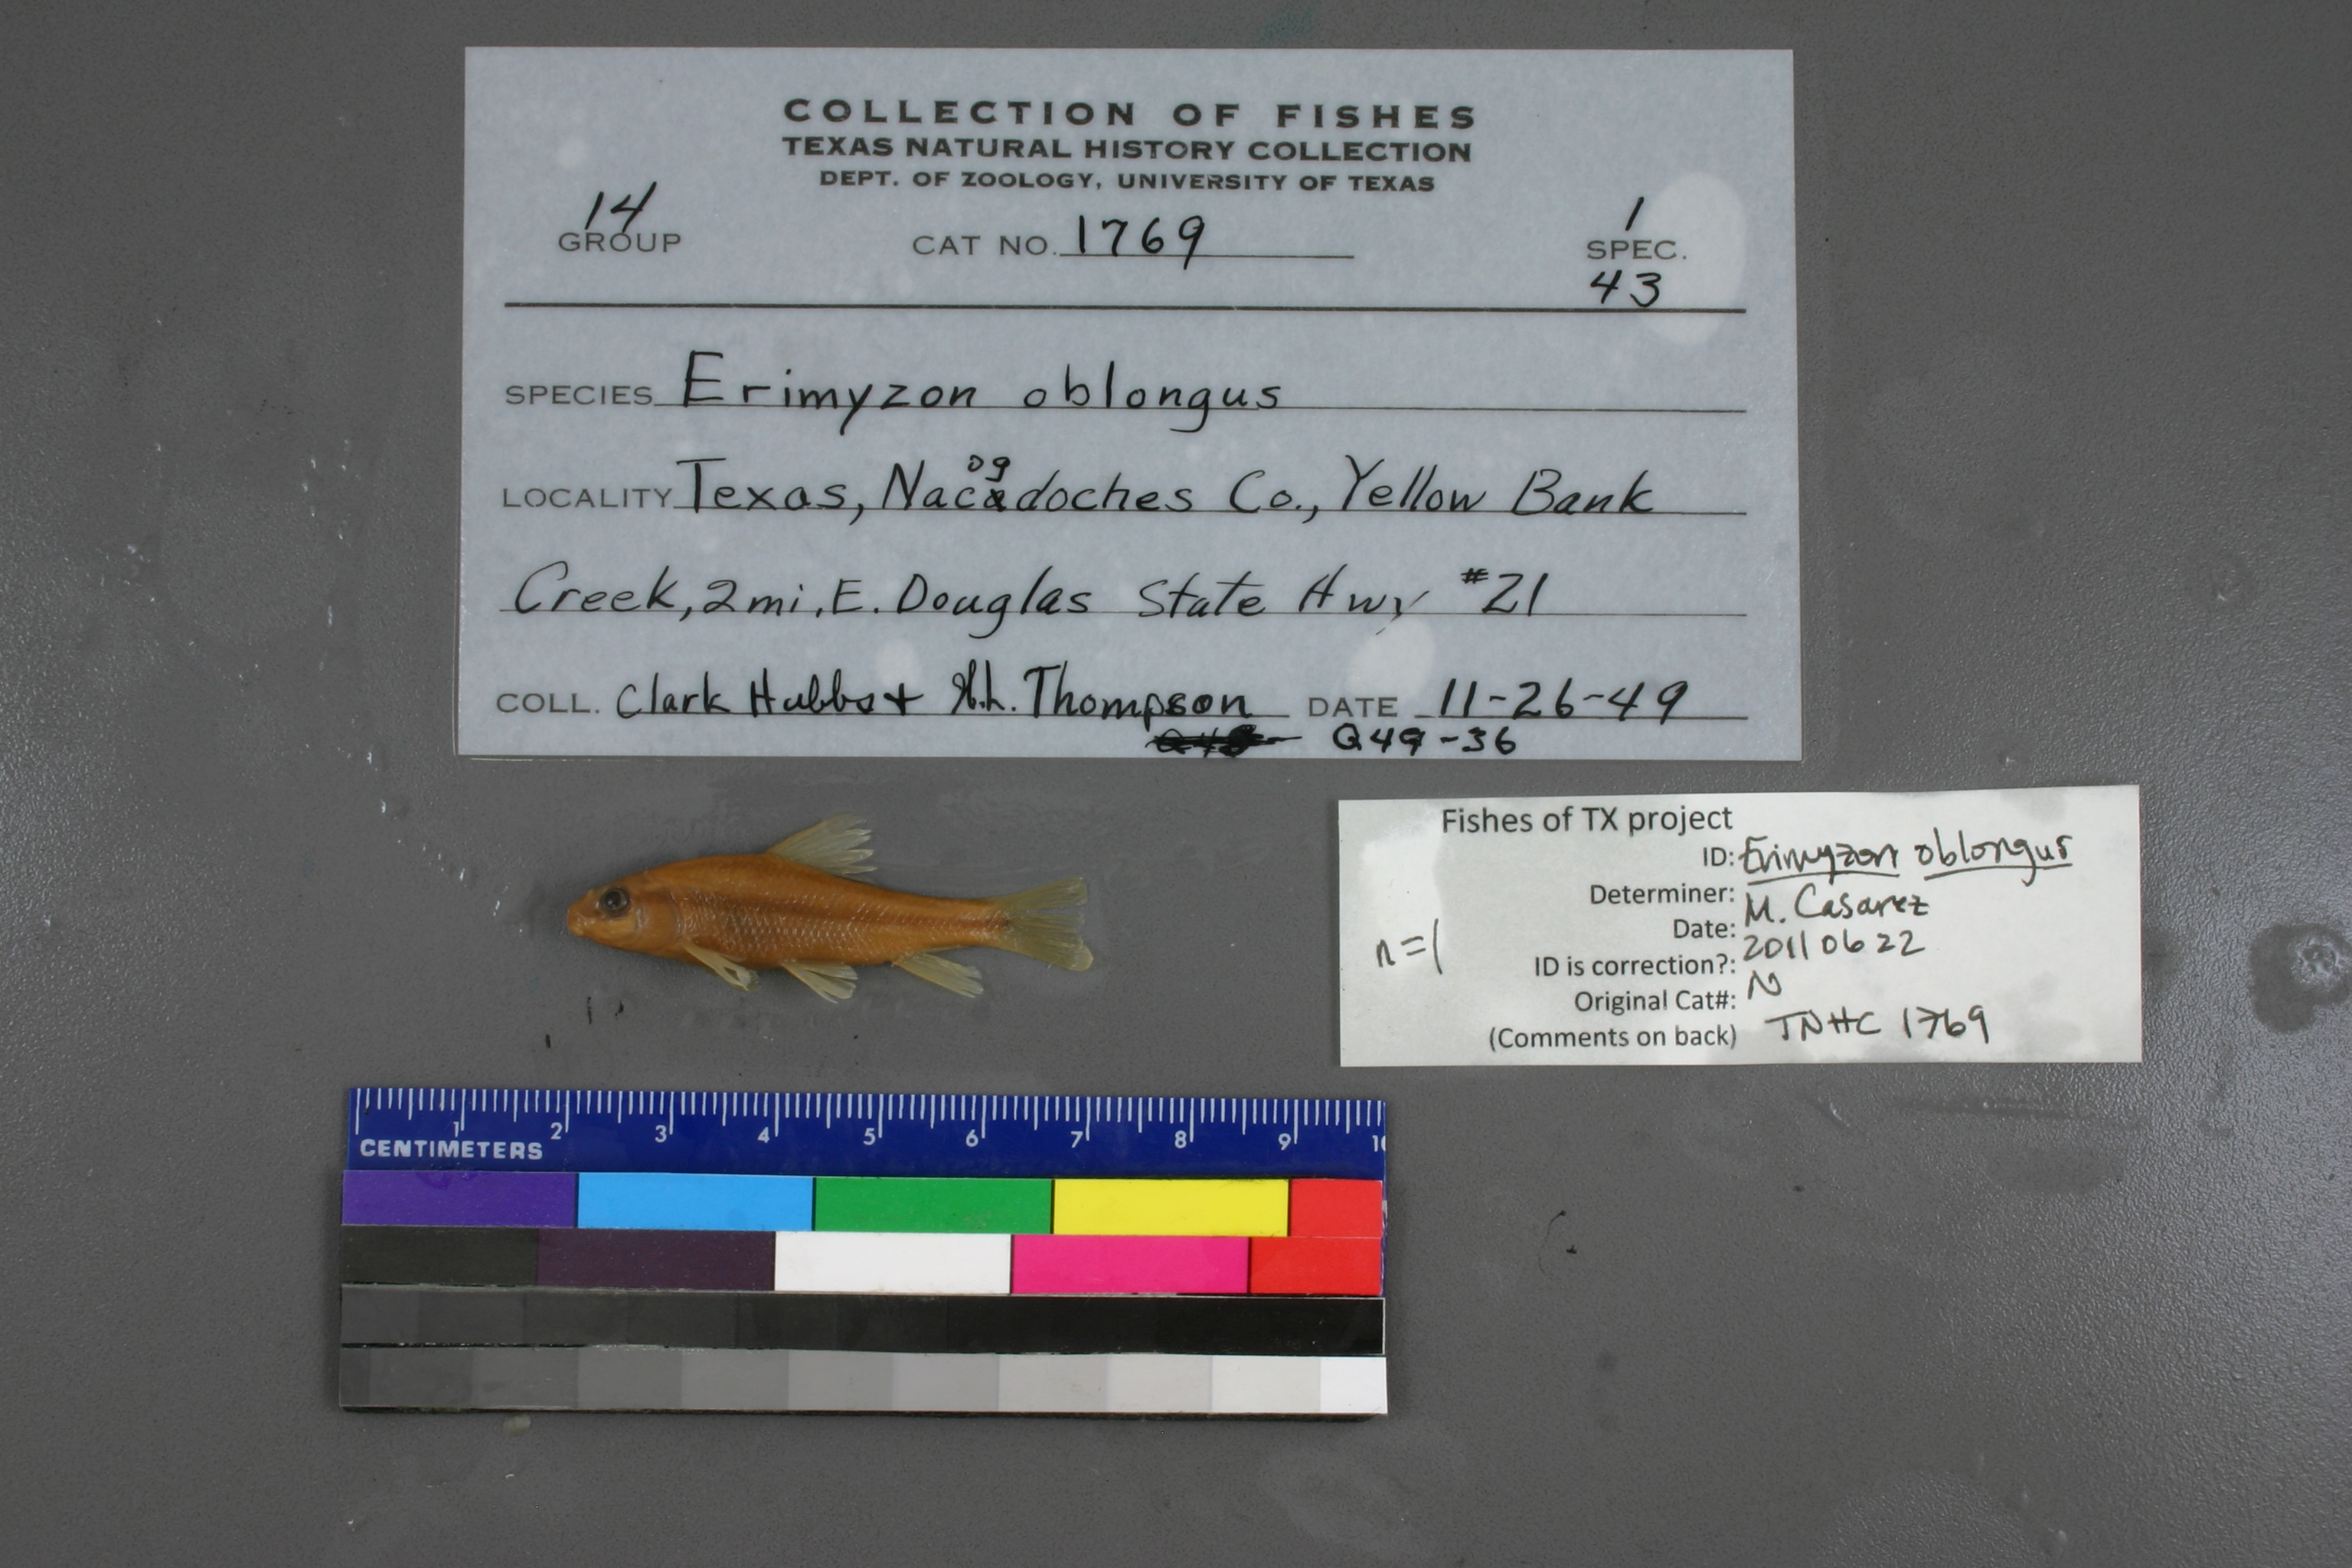 COLLECTION OF FISHES
TEXAS NATURAL HISTORY COLLECTION
DEPT. OF ZOOLOGY, UNIVERSITY OF TEXAS
14 1
GROUP CAT NO. 1769 SPEC.
43
SPECIES Erimyzon oblongus
og
LOCALITY Texas, Nacadoches Co., Yellow Bank
Creek, 2mi. E. Douglas State Hwy #21
COLL. Clark Hubbs + Thompson DATE 11-26-49
Q49-36
Fishes of TX project
ID: Erimyzon oblongus
Determiner: M. Casarez
Date: 20110622
n=1
ID is correction?: N
Original Cat#: TNHC 1769
(Comments on back)
1 2 3 4 5 6 7 8 9 10
CENTIMETERS